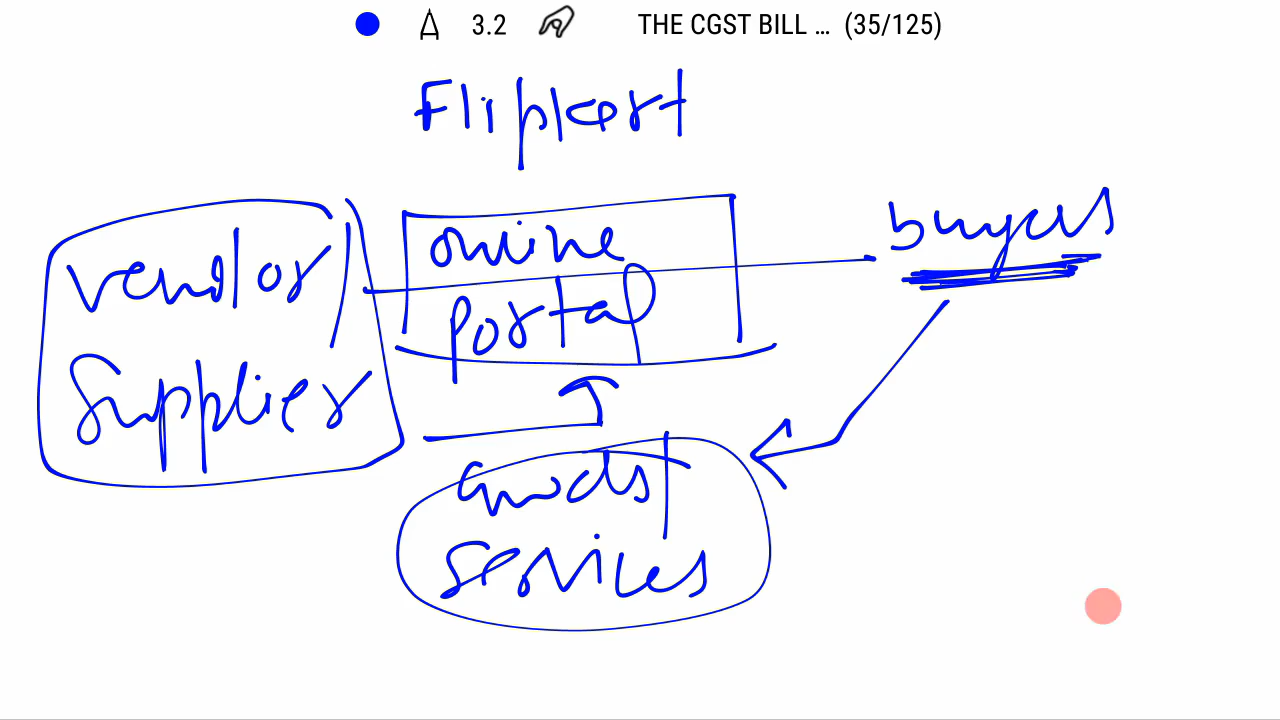 3.2 THE CGST BILL ... (35/125)
Flipkart
online
portal
buyers
vendor
Supplier
Goods
services